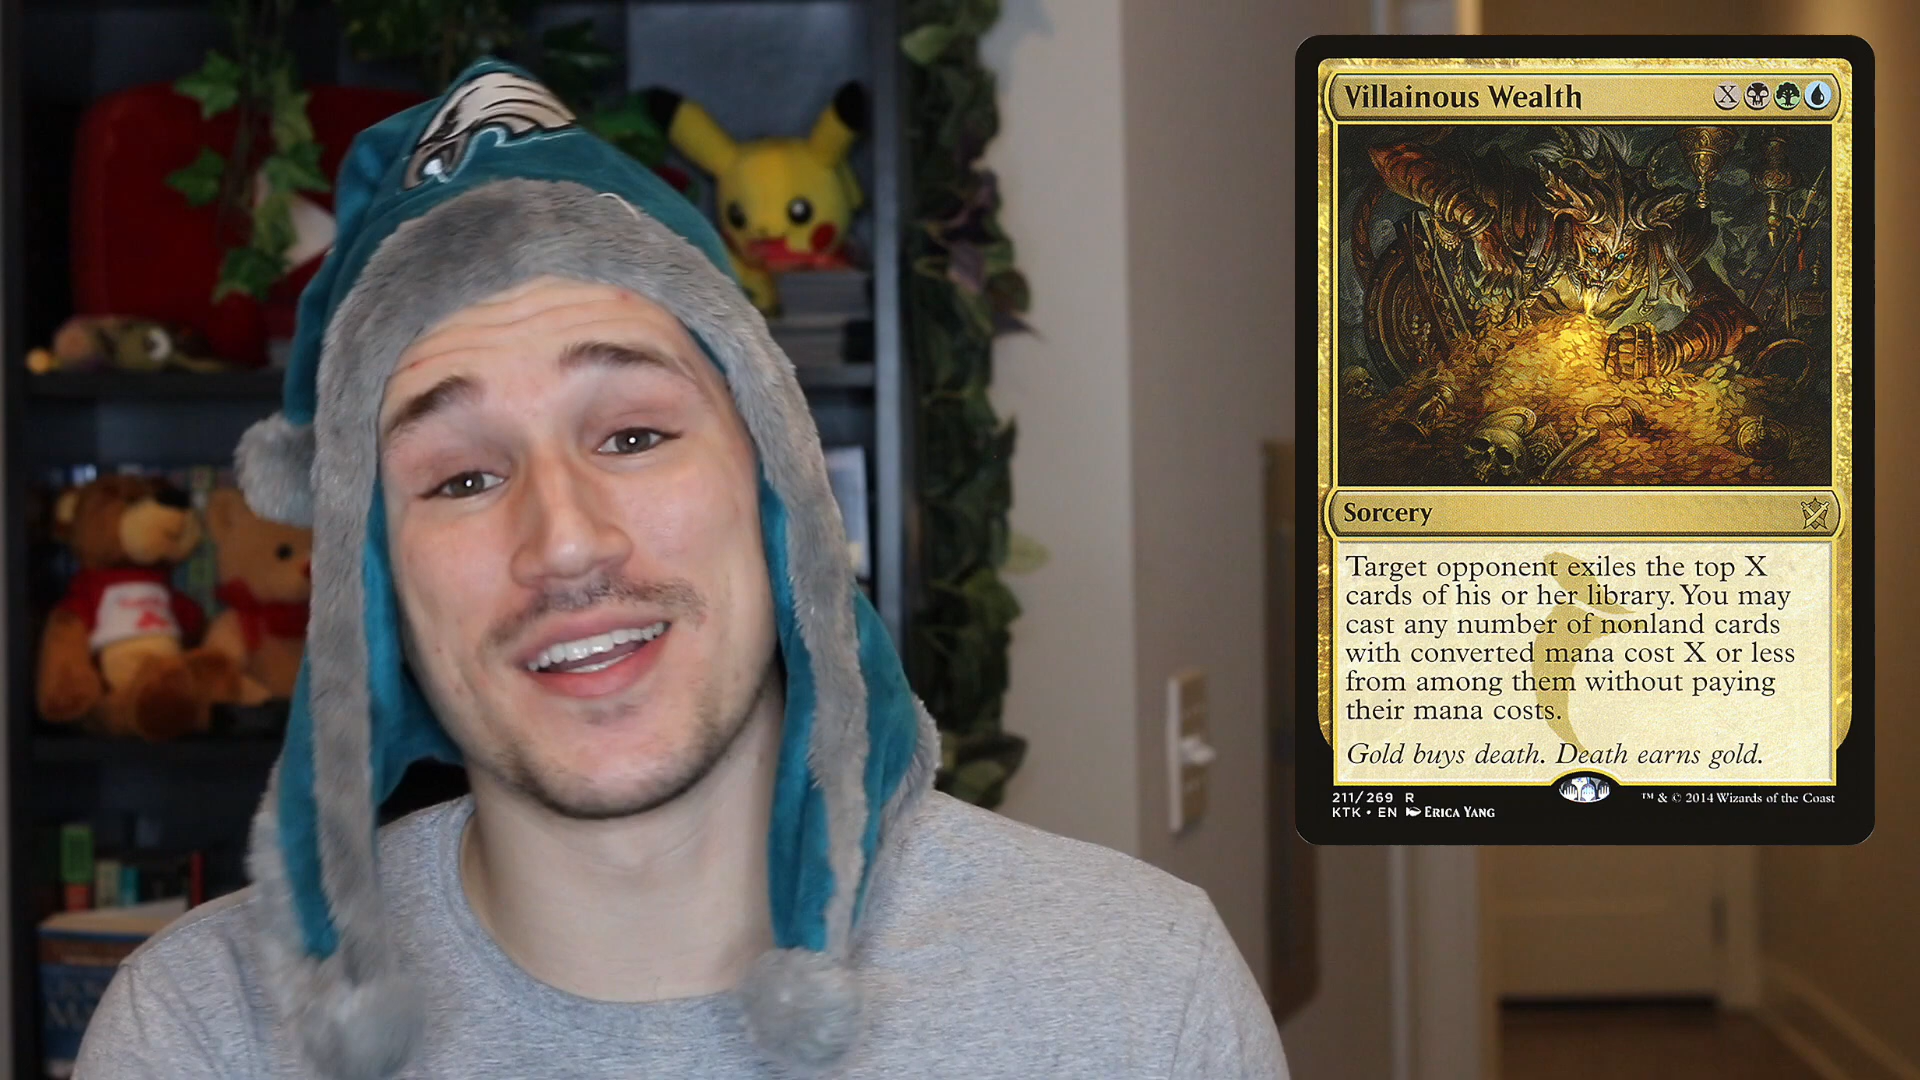 Villainous Wealth X
Sorcery
Target opponent exiles the top X
cards of his or her library. You may
cast any number of nonland cards
with converted mana cost X or less
from among them without paying
their mana costs.
Gold buys death. Death earns gold.
211/269 R
KTK • EN Erica Yang
™ & © 2014 Wizards of the Coast